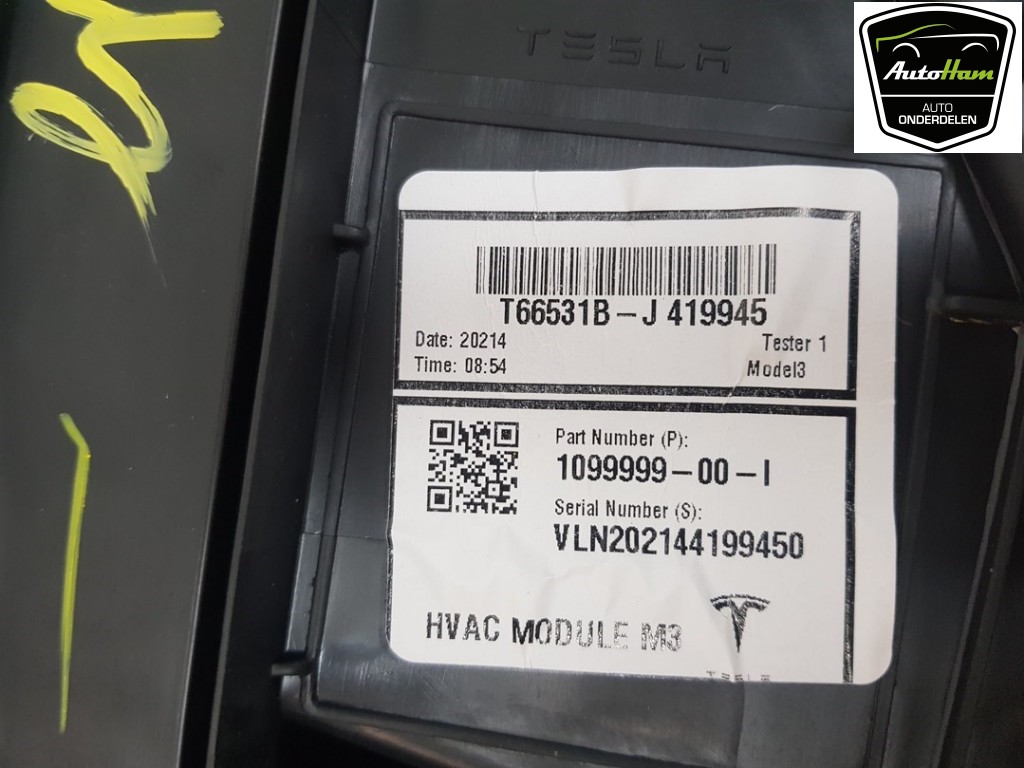 TESLA
AutoHam
AUTO
ONDERDELEN
T66531B-J 419945
Date: 20214
Tester 1
Time: 08:54
Model3
Part Number (P):
1099999-00-I
Serial Number (S):
VLN202144199450
HVAC MODULE M3
TESLA